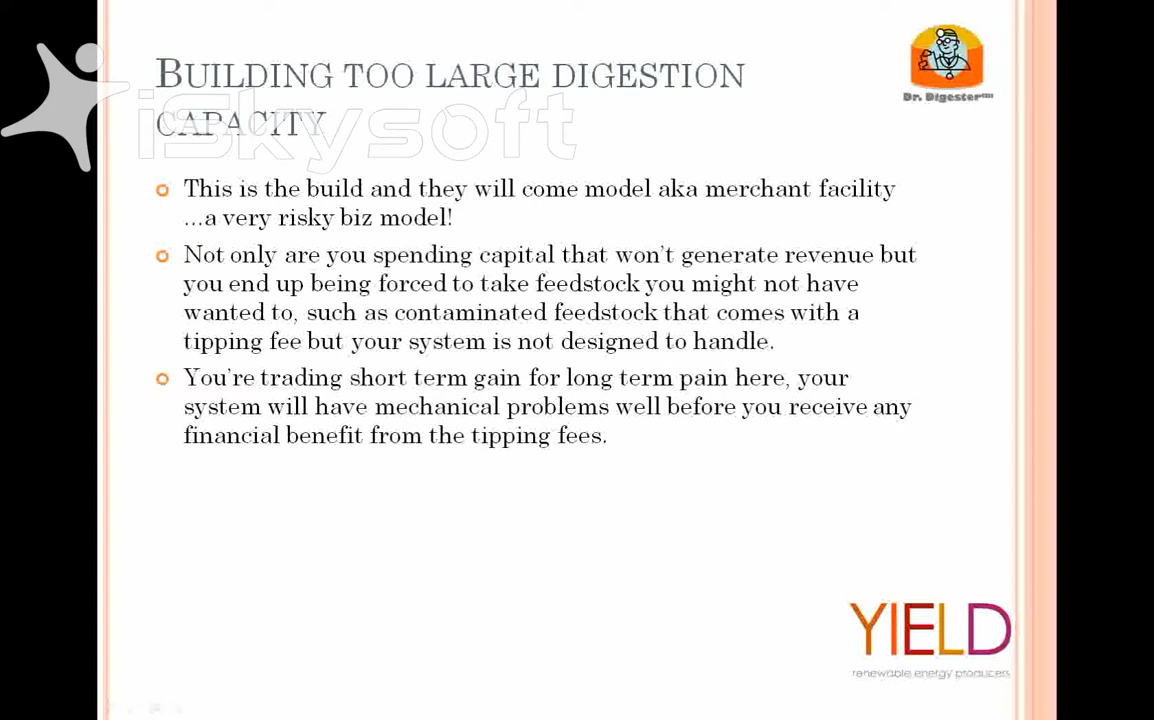 BUILDING TOO LARGE DIGESTION
CAPACITY
iSkysoft
Dr. Digester™
This is the build and they will come model aka merchant facility
...a very risky biz model!
Not only are you spending capital that won't generate revenue but
you end up being forced to take feedstock you might not have
wanted to, such as contaminated feedstock that comes with a
tipping fee but your system is not designed to handle.
You're trading short term gain for long term pain here, your
system will have mechanical problems well before you receive any
financial benefit from the tipping fees.
YIELD
renewable energy producers